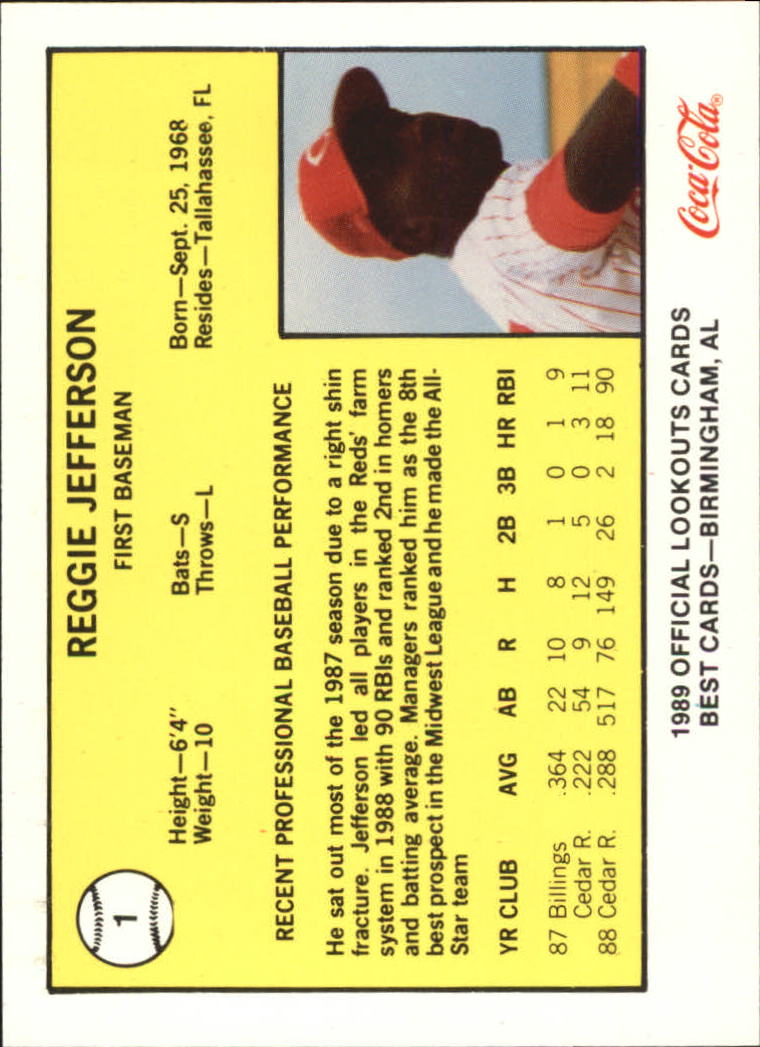 1
REGGIE JEFFERSON
FIRST BASEMAN
Height—6'4" Bats—S Born—Sept. 25, 1968
Weight—10 Throws—L Resides—Tallahassee, FL
RECENT PROFESSIONAL BASEBALL PERFORMANCE
He sat out most of the 1987 season due to a right shin
fracture. Jefferson led all players in the Reds' farm
system in 1988 with 90 RBIs and ranked 2nd in homers
and batting average. Managers ranked him as the 8th
best prospect in the Midwest League and he made the All-
Star team
YR CLUB AVG AB R H 2B 3B HR RBI
87 Billings .364 22 10 8 1 0 1 9
Cedar R. .222 54 9 12 5 0 3 11
88 Cedar R. .288 517 76 149 26 2 18 90
1989 OFFICIAL LOOKOUTS CARDS
BEST CARDS—BIRMINGHAM, AL
Coca-Cola®